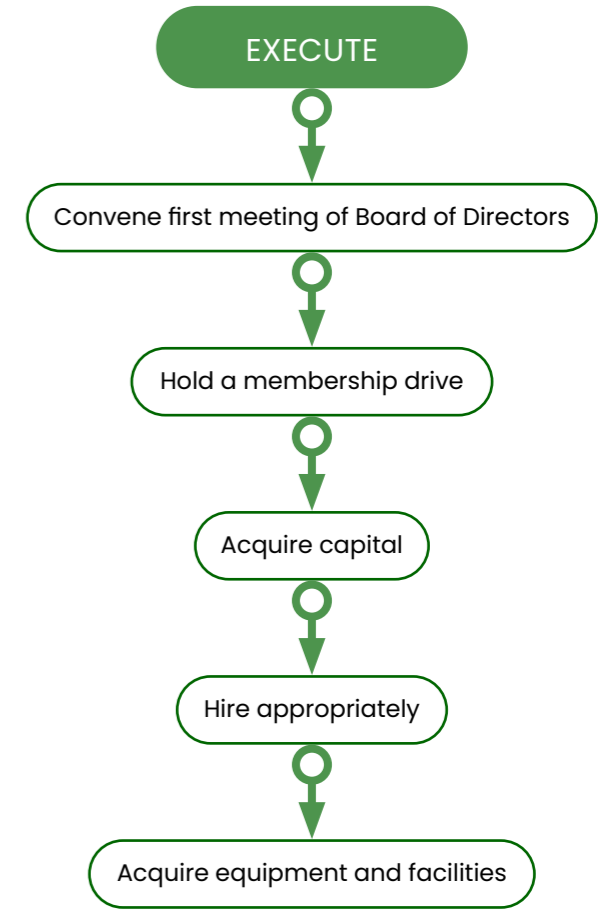 EXECUTE
Convene first meeting of Board of Directors
Hold a membership drive
Acquire capital
Hire appropriately
Acquire equipment and facilities